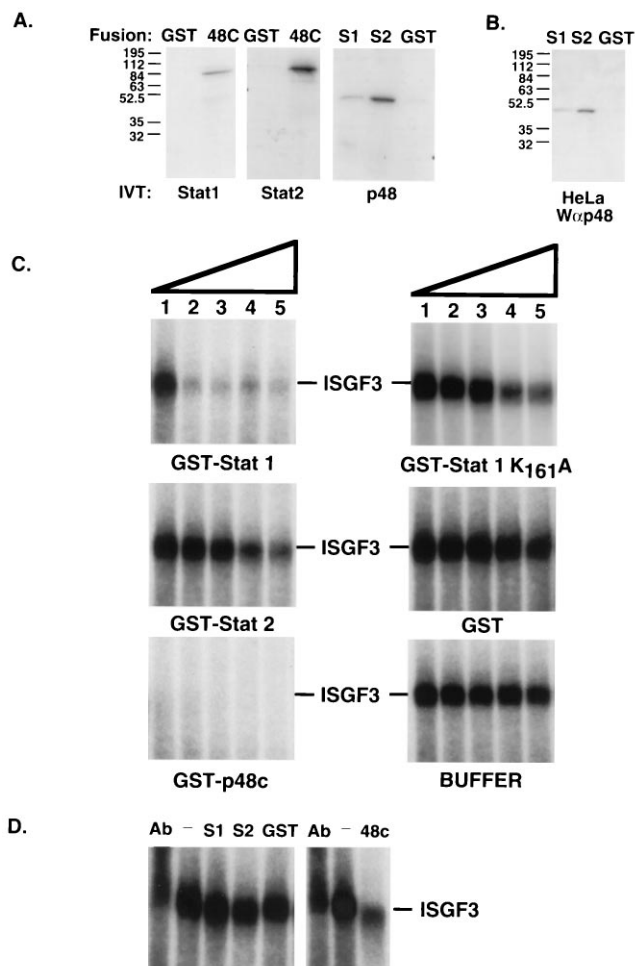 A.
Fusion: GST 48C GST 48C S1 S2 GST
195
112
84
63
52.5
35
32
IVT: Stat1 Stat2 p48
B.
S1 S2 GST
195
112
84
63
52.5
35
32
HeLa
Wαp48
C.
1 2 3 4 5 1 2 3 4 5
ISGF3
GST-Stat 1 GST-Stat 1 K161A
ISGF3
GST-Stat 2 GST
ISGF3
GST-p48c BUFFER
D.
Ab – S1 S2 GST Ab – 48c
ISGF3